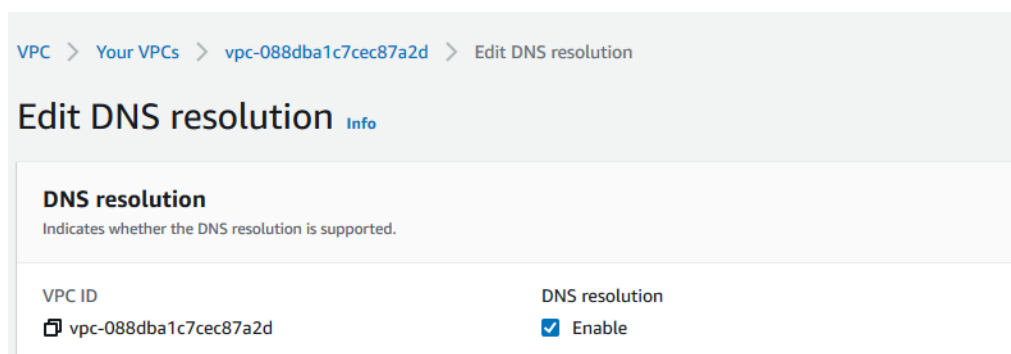 VPC > Your VPCs > vpc-088dba1c7cec87a2d > Edit DNS resolution
Edit DNS resolution Info
DNS resolution
Indicates whether the DNS resolution is supported.
VPC ID
DNS resolution
vpc-088dba1c7cec87a2d
Enable